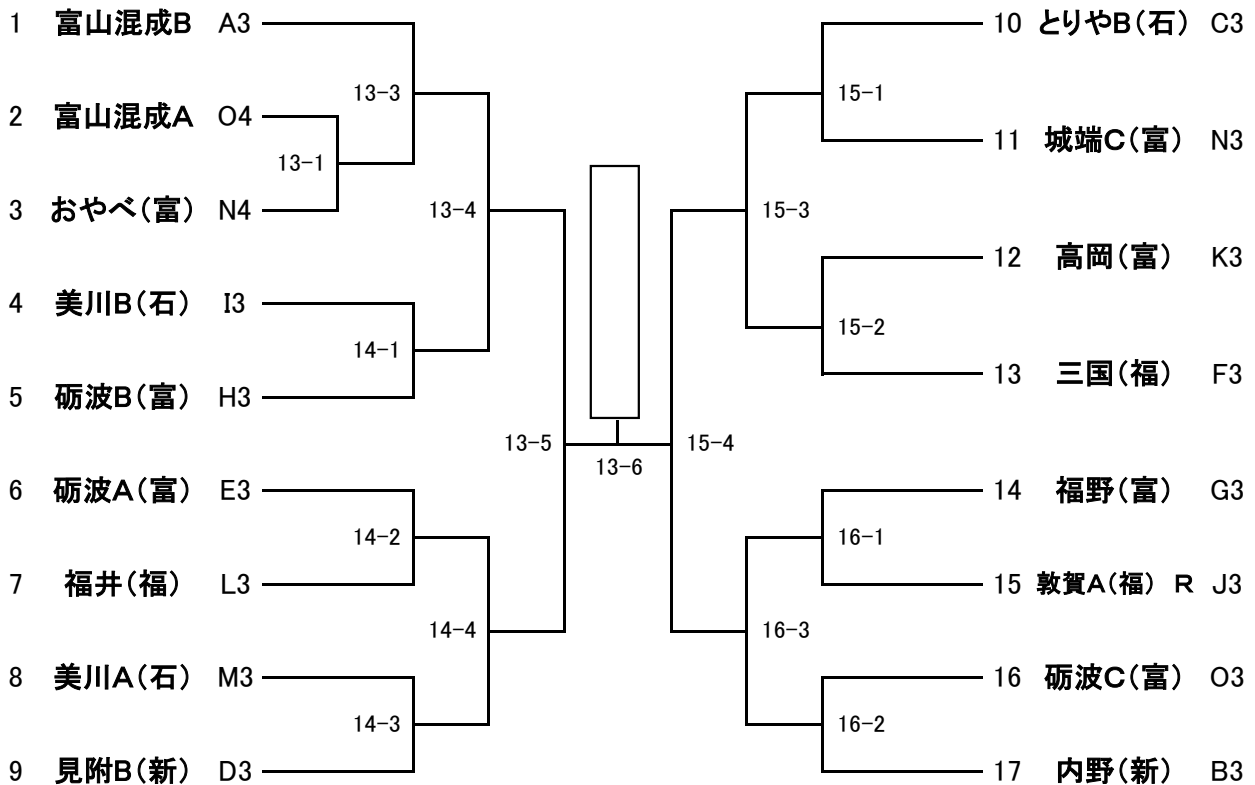 1 富山混成B A3
13-3
2 富山混成A O4
13-1
3 おやべ(富) N4
13-4
4 美川B(石) I3
14-1
5 砺波B(富) H3
13-5
6 砺波A(富) E3
14-2
7 福井(福) L3
14-4
8 美川A(石) M3
14-3
9 見附B(新) D3
13-6
10 とりやB(石) C3
15-1
11 城端C(富) N3
15-3
12 高岡(富) K3
15-2
13 三国(福) F3
15-4
14 福野(富) G3
16-1
15 敦賀A(福) R J3
16-3
16 砺波C(富) O3
16-2
17 内野(新) B3